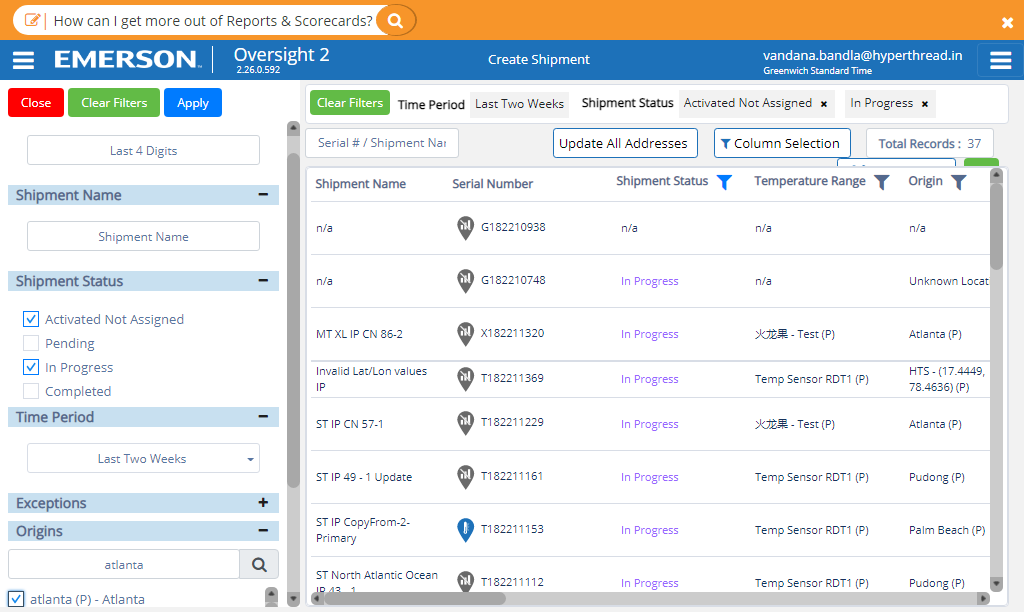 How can I get more out of Reports & Scorecards?
EMERSON
Oversight 2
2.26.0.592
Create Shipment
vandana.bandla@hyperthread.in
Greenwich Standard Time
Close
Clear Filters
Apply
Last 4 Digits
Shipment Name
Shipment Name
Shipment Status
Activated Not Assigned
Pending
In Progress
Completed
Time Period
Last Two Weeks
Exceptions
Origins
atlanta
atlanta (P) - Atlanta
Clear Filters Time Period Last Two Weeks Shipment Status Activated Not Assigned × In Progress ×
Serial # / Shipment Nar Update All Addresses Column Selection Total Records : 37
Shipment Name Serial Number Shipment Status Temperature Range Origin
n/a G182210938 n/a n/a n/a
n/a G182210748 In Progress n/a Unknown Locat
MT XL IP CN 86-2 X182211320 In Progress 火龙果 - Test (P) Atlanta (P)
Invalid Lat/Lon values
IP T182211369 In Progress Temp Sensor RDT1 (P) HTS - (17.4449,
78.4636) (P)
ST IP CN 57-1 T182211229 In Progress 火龙果 - Test (P) Atlanta (P)
ST IP 49 - 1 Update T182211161 In Progress Temp Sensor RDT1 (P) Pudong (P)
ST IP CopyFrom-2-
Primary T182211153 In Progress Temp Sensor RDT1 (P) Palm Beach (P)
ST North Atlantic Ocean
IP 43 - 1 T182211112 In Progress Temp Sensor RDT1 (P) Pudong (P)